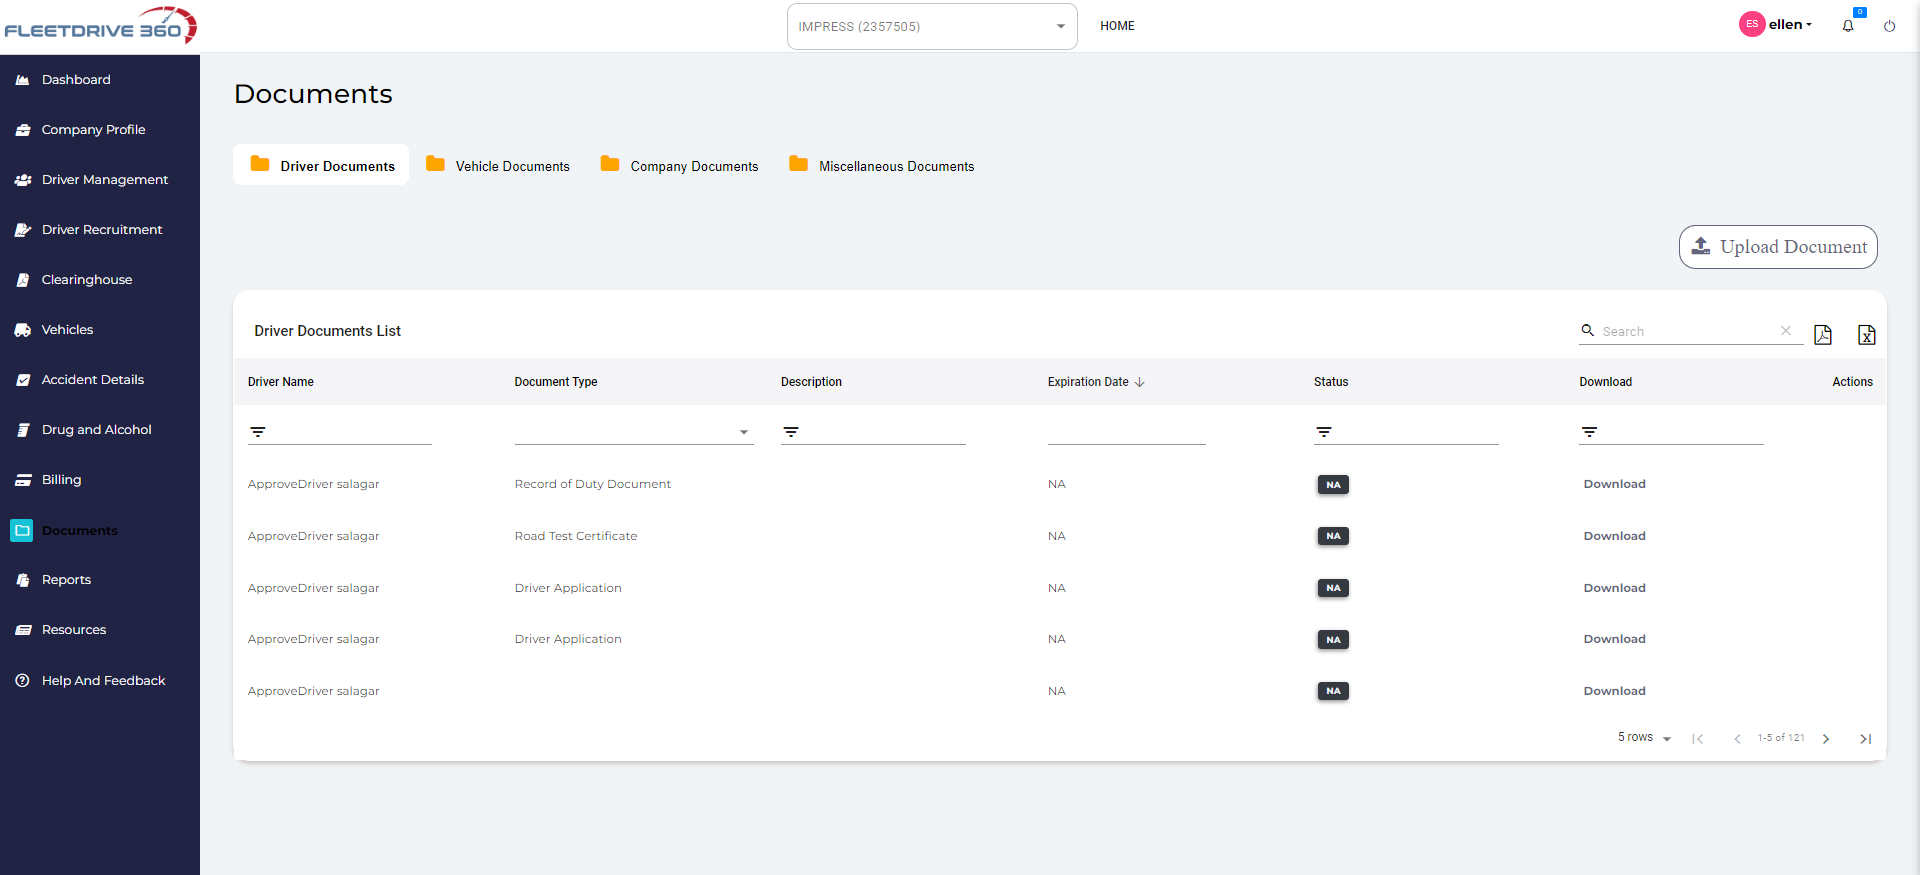 FLEETDRIVE 360
IMPRESS (2357505)
HOME
ES
ellen
0
Dashboard
Company Profile
Driver Management
Driver Recruitment
Clearinghouse
Vehicles
Accident Details
Drug and Alcohol
Billing
Documents
Reports
Resources
Help And Feedback
Documents
Driver Documents
Vehicle Documents
Company Documents
Miscellaneous Documents
Upload Document
Driver Documents List
Search
Driver Name Document Type Description Expiration Date Status Download Actions
ApproveDriver salagar Record of Duty Document NA NA Download
ApproveDriver salagar Road Test Certificate NA NA Download
ApproveDriver salagar Driver Application NA NA Download
ApproveDriver salagar Driver Application NA NA Download
ApproveDriver salagar NA NA Download
5 rows 1-5 of 121